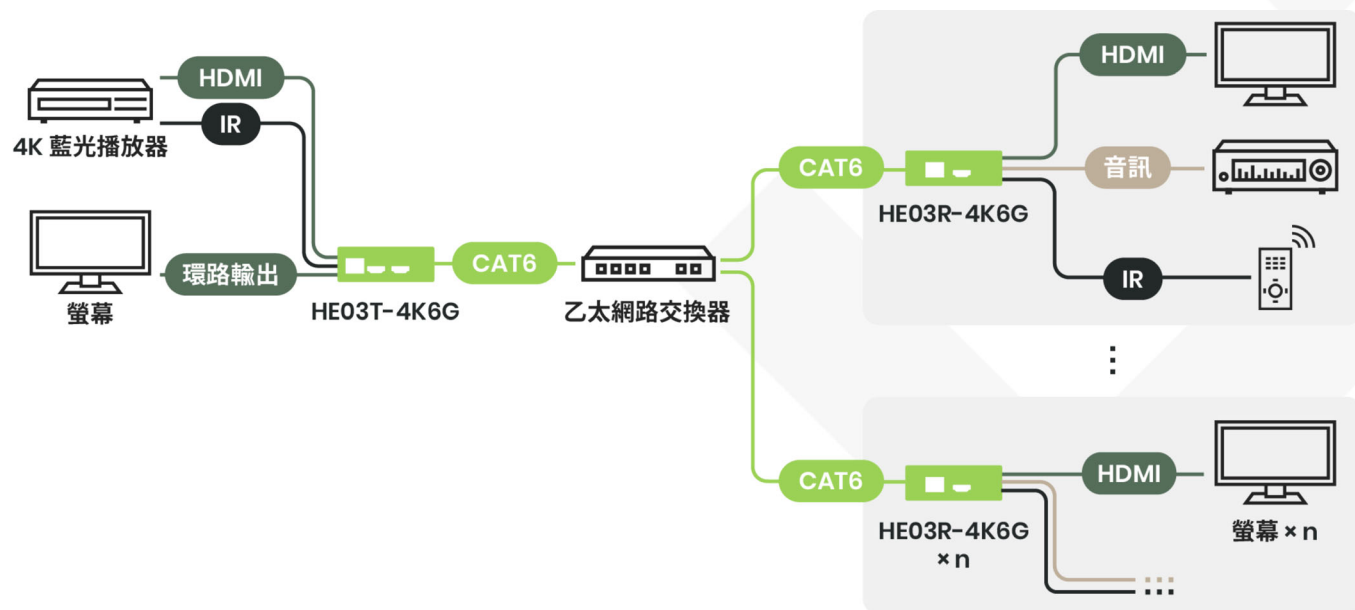 HDMI
IR
4K 藍光播放器
環路輸出
螢幕
HE03T-4K6G
CAT6
乙太網路交換器
CAT6
HE03R-4K6G
HDMI
音訊
IR
⋮
CAT6
HE03R-4K6G
×n
HDMI
螢幕 × n